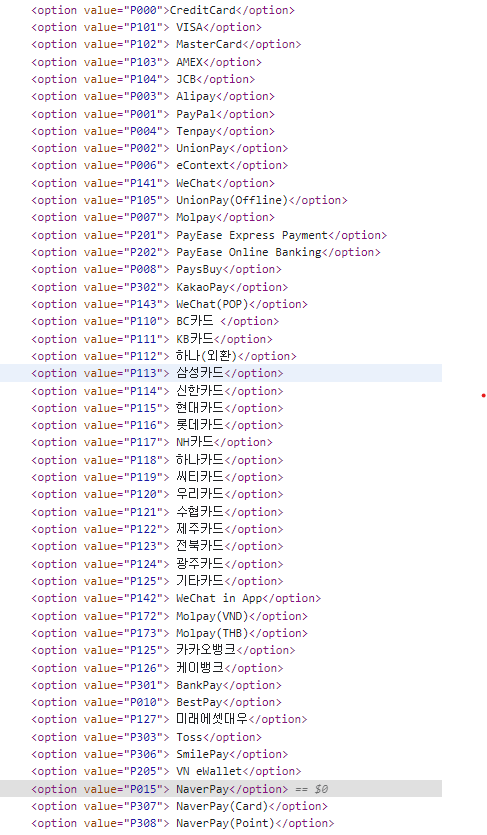 <option value="P000">CreditCard</option>
<option value="P101"> VISA</option>
<option value="P102"> MasterCard</option>
<option value="P103"> AMEX</option>
<option value="P104"> JCB</option>
<option value="P003"> Alipay</option>
<option value="P001"> PayPal</option>
<option value="P004"> Tenpay</option>
<option value="P002"> UnionPay</option>
<option value="P006"> eContext</option>
<option value="P141"> WeChat</option>
<option value="P105"> UnionPay(Offline)</option>
<option value="P007"> Molpay</option>
<option value="P201"> PayEase Express Payment</option>
<option value="P202"> PayEase Online Banking</option>
<option value="P008"> PaysBuy</option>
<option value="P302"> KakaoPay</option>
<option value="P143"> WeChat(POP)</option>
<option value="P110"> BC카드 </option>
<option value="P111"> KB카드</option>
<option value="P112"> 하나(외환)</option>
<option value="P113"> 삼성카드</option>
<option value="P114"> 신한카드</option>
<option value="P115"> 현대카드</option>
<option value="P116"> 롯데카드</option>
<option value="P117"> NH카드</option>
<option value="P118"> 하나카드</option>
<option value="P119"> 씨티카드</option>
<option value="P120"> 우리카드</option>
<option value="P121"> 수협카드</option>
<option value="P122"> 제주카드</option>
<option value="P123"> 전북카드</option>
<option value="P124"> 광주카드</option>
<option value="P125"> 기타카드</option>
<option value="P142"> WeChat in App</option>
<option value="P172"> Molpay(VND)</option>
<option value="P173"> Molpay(THB)</option>
<option value="P125"> 카카오뱅크</option>
<option value="P126"> 케이뱅크</option>
<option value="P301"> BankPay</option>
<option value="P010"> BestPay</option>
<option value="P127"> 미래에셋대우</option>
<option value="P303"> Toss</option>
<option value="P306"> SmilePay</option>
<option value="P205"> VN eWallet</option>
<option value="P015"> NaverPay</option> == $0
<option value="P307"> NaverPay(Card)</option>
<option value="P308"> NaverPay(Point)</option>